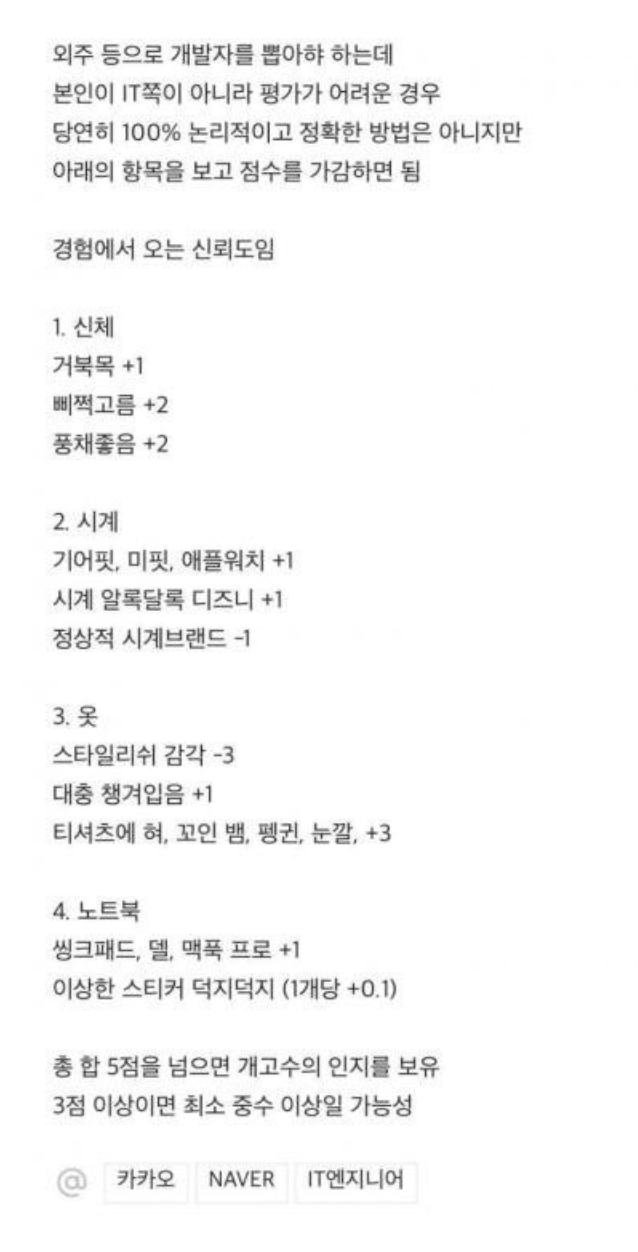 외주 등으로 개발자를 뽑아햐 하는데
본인이 IT쪽이 아니라 평가가 어려운 경우
당연히 100% 논리적이고 정확한 방법은 아니지만
아래의 항목을 보고 점수를 가감하면 됨
경험에서 오는 신뢰도임
1. 신체
거북목 +1
삐쩍고름 +2
풍채좋음 +2
2. 시계
기어핏, 미핏, 애플워치 +1
시계 알록달록 디즈니 +1
정상적 시계브랜드 -1
3. 옷
스타일리쉬 감각 -3
대충 챙겨입음 +1
티셔츠에 혀, 꼬인 뱀, 펭귄, 눈깔, +3
4. 노트북
씽크패드, 델, 맥푹 프로 +1
이상한 스티커 덕지덕지 (1개당 +0.1)
총 합 5점을 넘으면 개고수의 인지를 보유
3점 이상이면 최소 중수 이상일 가능성
@ 카카오 NAVER IT엔지니어